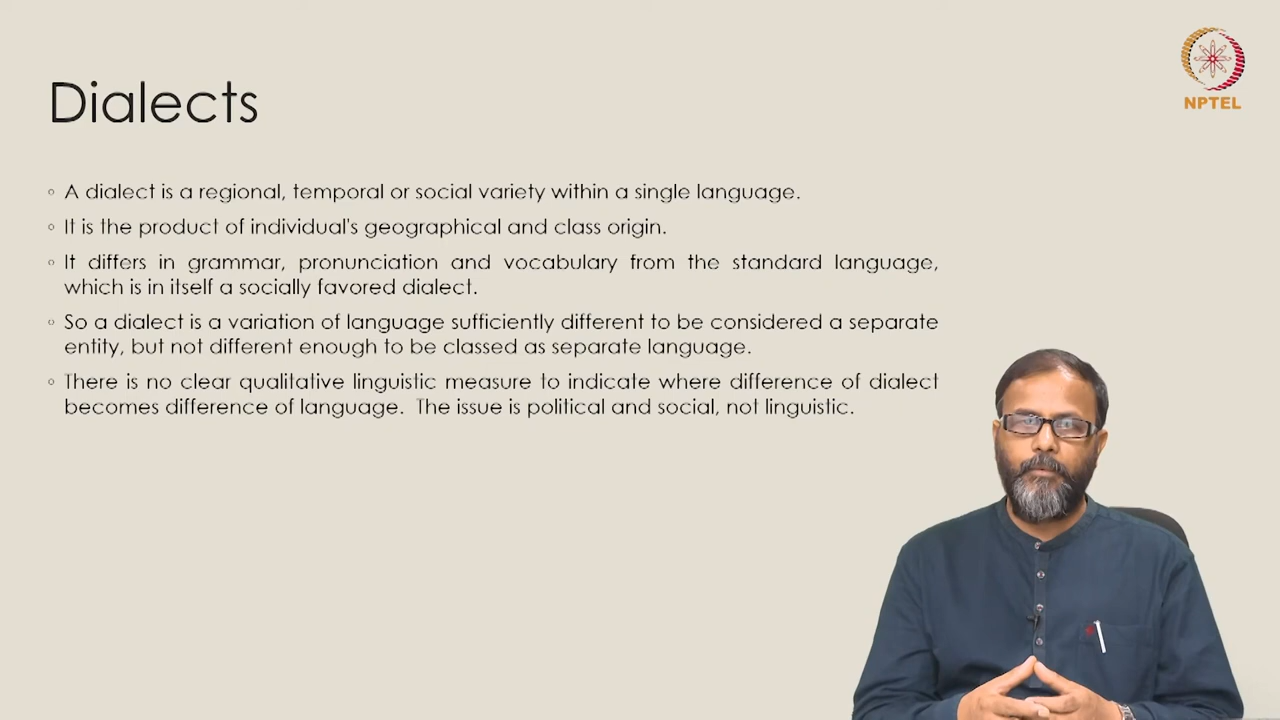 NPTEL
Dialects
◦ A dialect is a regional, temporal or social variety within a single language.
◦ It is the product of individual's geographical and class origin.
◦ It differs in grammar, pronunciation and vocabulary from the standard language,
which is in itself a socially favored dialect.
◦ So a dialect is a variation of language sufficiently different to be considered a separate
entity, but not different enough to be classed as separate language.
◦ There is no clear qualitative linguistic measure to indicate where difference of dialect
becomes difference of language. The issue is political and social, not linguistic.